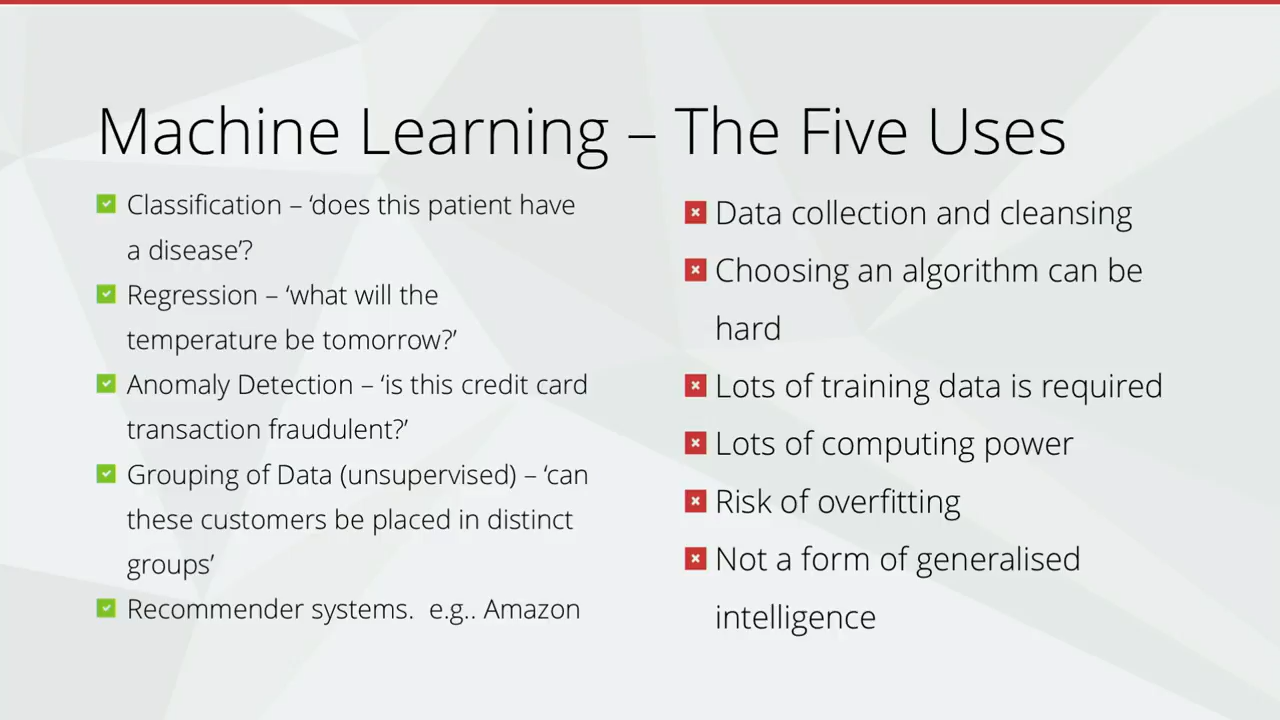 Machine Learning – The Five Uses
Classification – ‘does this patient have
a disease’?
Regression – ‘what will the
temperature be tomorrow?’
Anomaly Detection – ‘is this credit card
transaction fraudulent?’
Grouping of Data (unsupervised) – ‘can
these customers be placed in distinct
groups’
Recommender systems.  e.g.. Amazon
Data collection and cleansing
Choosing an algorithm can be
hard
Lots of training data is required
Lots of computing power
Risk of overfitting
Not a form of generalised
intelligence